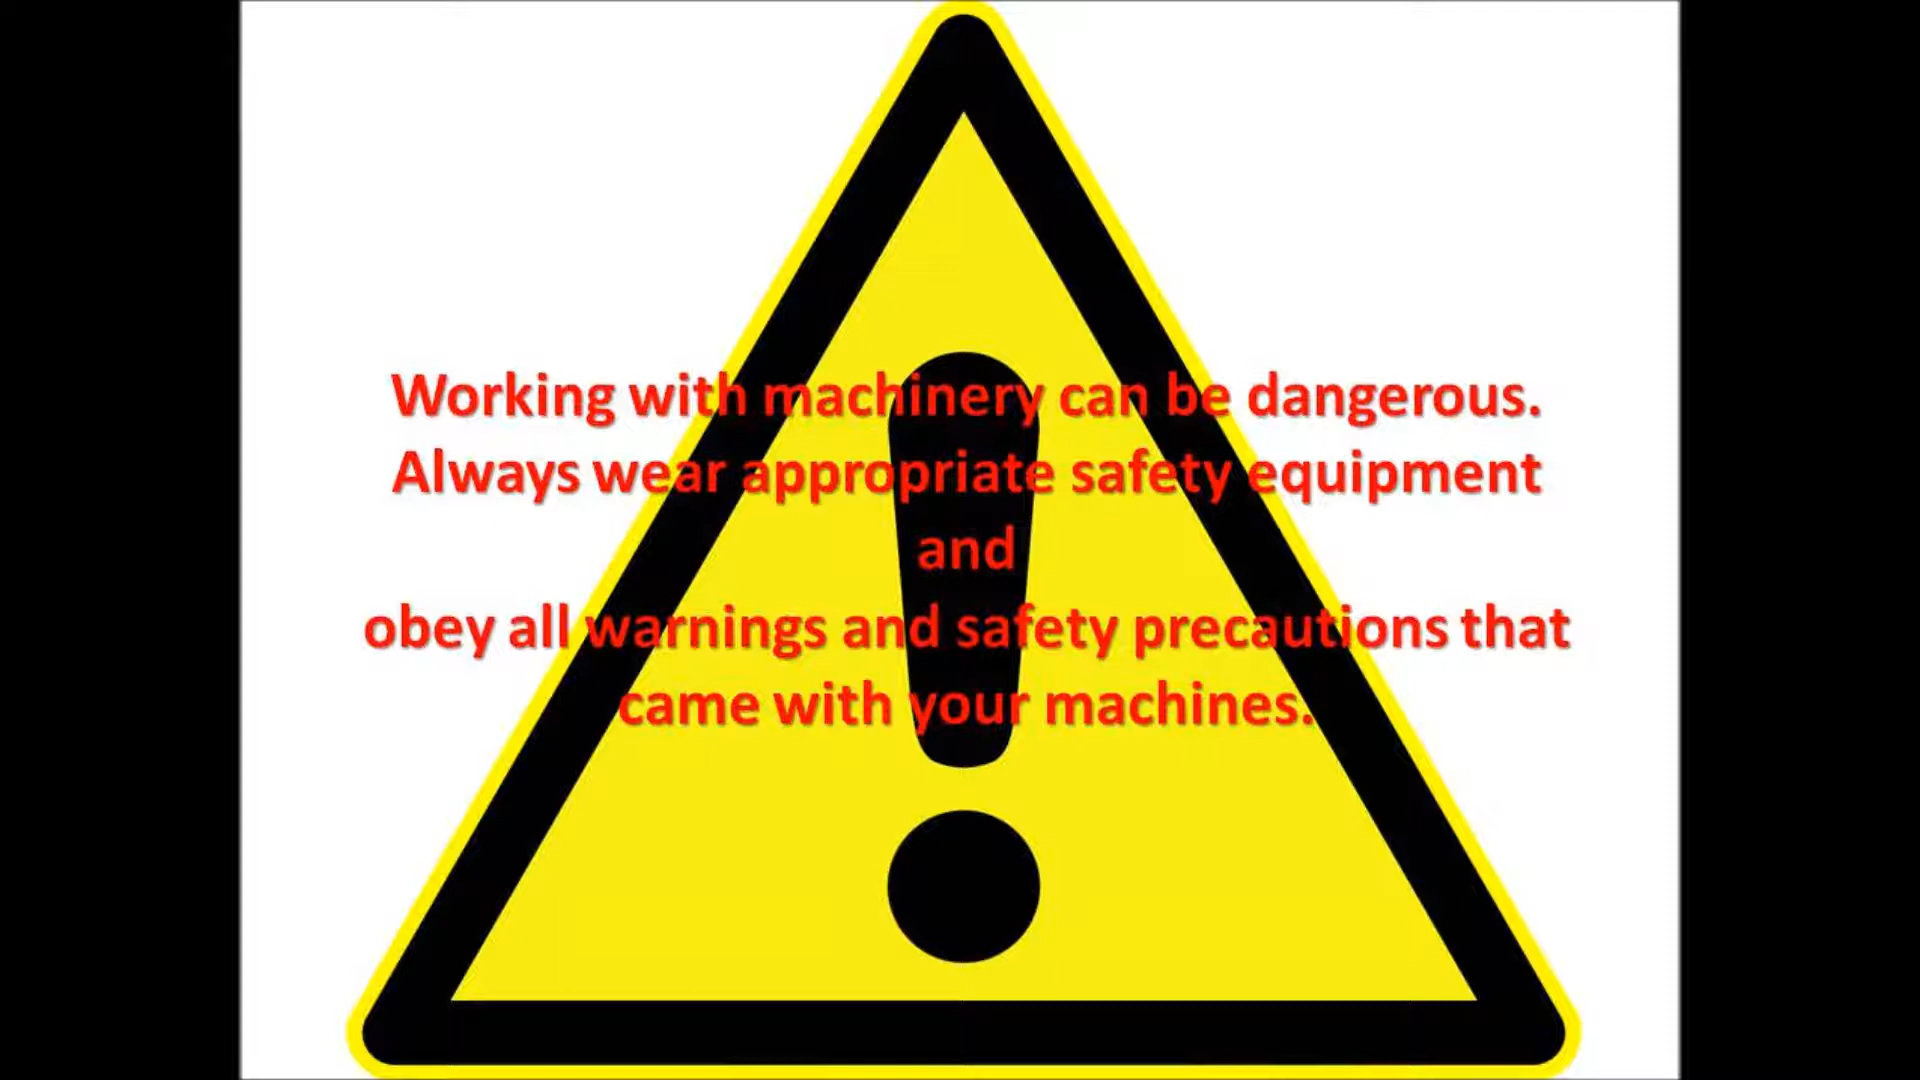 Working with machinery can be dangerous.
Always wear appropriate safety equipment
and
obey all warnings and safety precautions that
came with your machines.